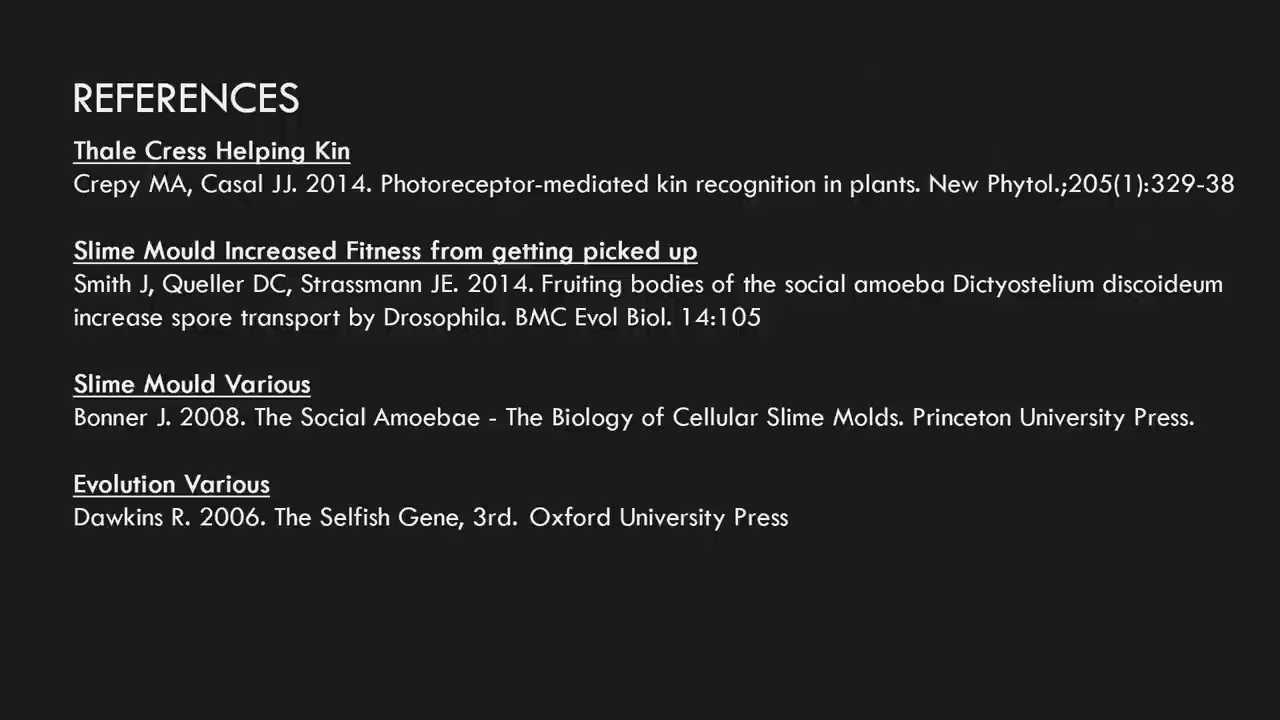 REFERENCES
Thale Cress Helping Kin
Crepy MA, Casal JJ. 2014. Photoreceptor-mediated kin recognition in plants. New Phytol.;205(1):329-38
Slime Mould Increased Fitness from getting picked up
Smith J, Queller DC, Strassmann JE. 2014. Fruiting bodies of the social amoeba Dictyostelium discoideum
increase spore transport by Drosophila. BMC Evol Biol. 14:105
Slime Mould Various
Bonner J. 2008. The Social Amoebae - The Biology of Cellular Slime Molds. Princeton University Press.
Evolution Various
Dawkins R. 2006. The Selfish Gene, 3rd. Oxford University Press